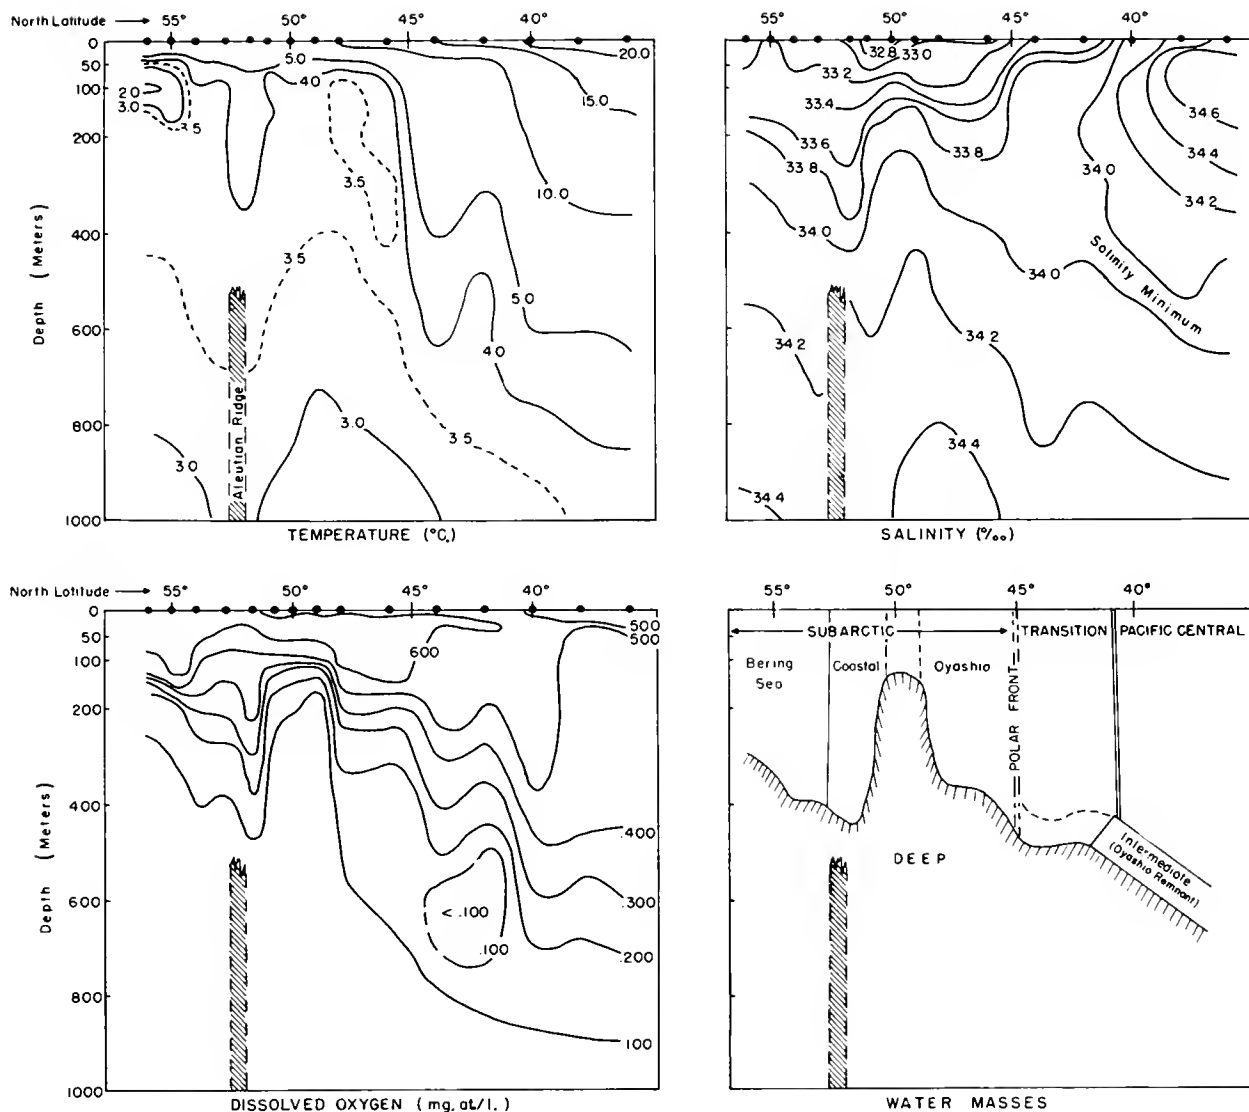 North Latitude → 55° 50° 45° 40°
0
50
100
200
400
600
800
1000
Depth (Meters)
5.0
4.0
20.0
2.0
3.0
3.5
15.0
3.5
10.0
3.5
5.0
4.0
3.0
3.0
3.5
Aleutian Ridge
TEMPERATURE (°C.)
55° 50° 45° 40°
32.8
33.0
33.2
33.4
34.6
33.6
33.8
33.8
34.4
34.0
34.2
34.0
34.0
Salinity Minimum
34.2
34.2
34.4
34.4
SALINITY (‰)
North Latitude → 55° 50° 45° 40°
0
50
100
200
400
600
800
1000
Depth (Meters)
500
500
600
.400
.300
< .100
.100
.200
.100
DISSOLVED OXYGEN (mg. at/l.)
55° 50° 45° 40°
SUBARCTIC TRANSITION PACIFIC CENTRAL
Bering Sea
Coastal
Oyashio
POLAR FRONT
DEEP
Intermediate
(Oyashio Remnant)
WATER MASSES